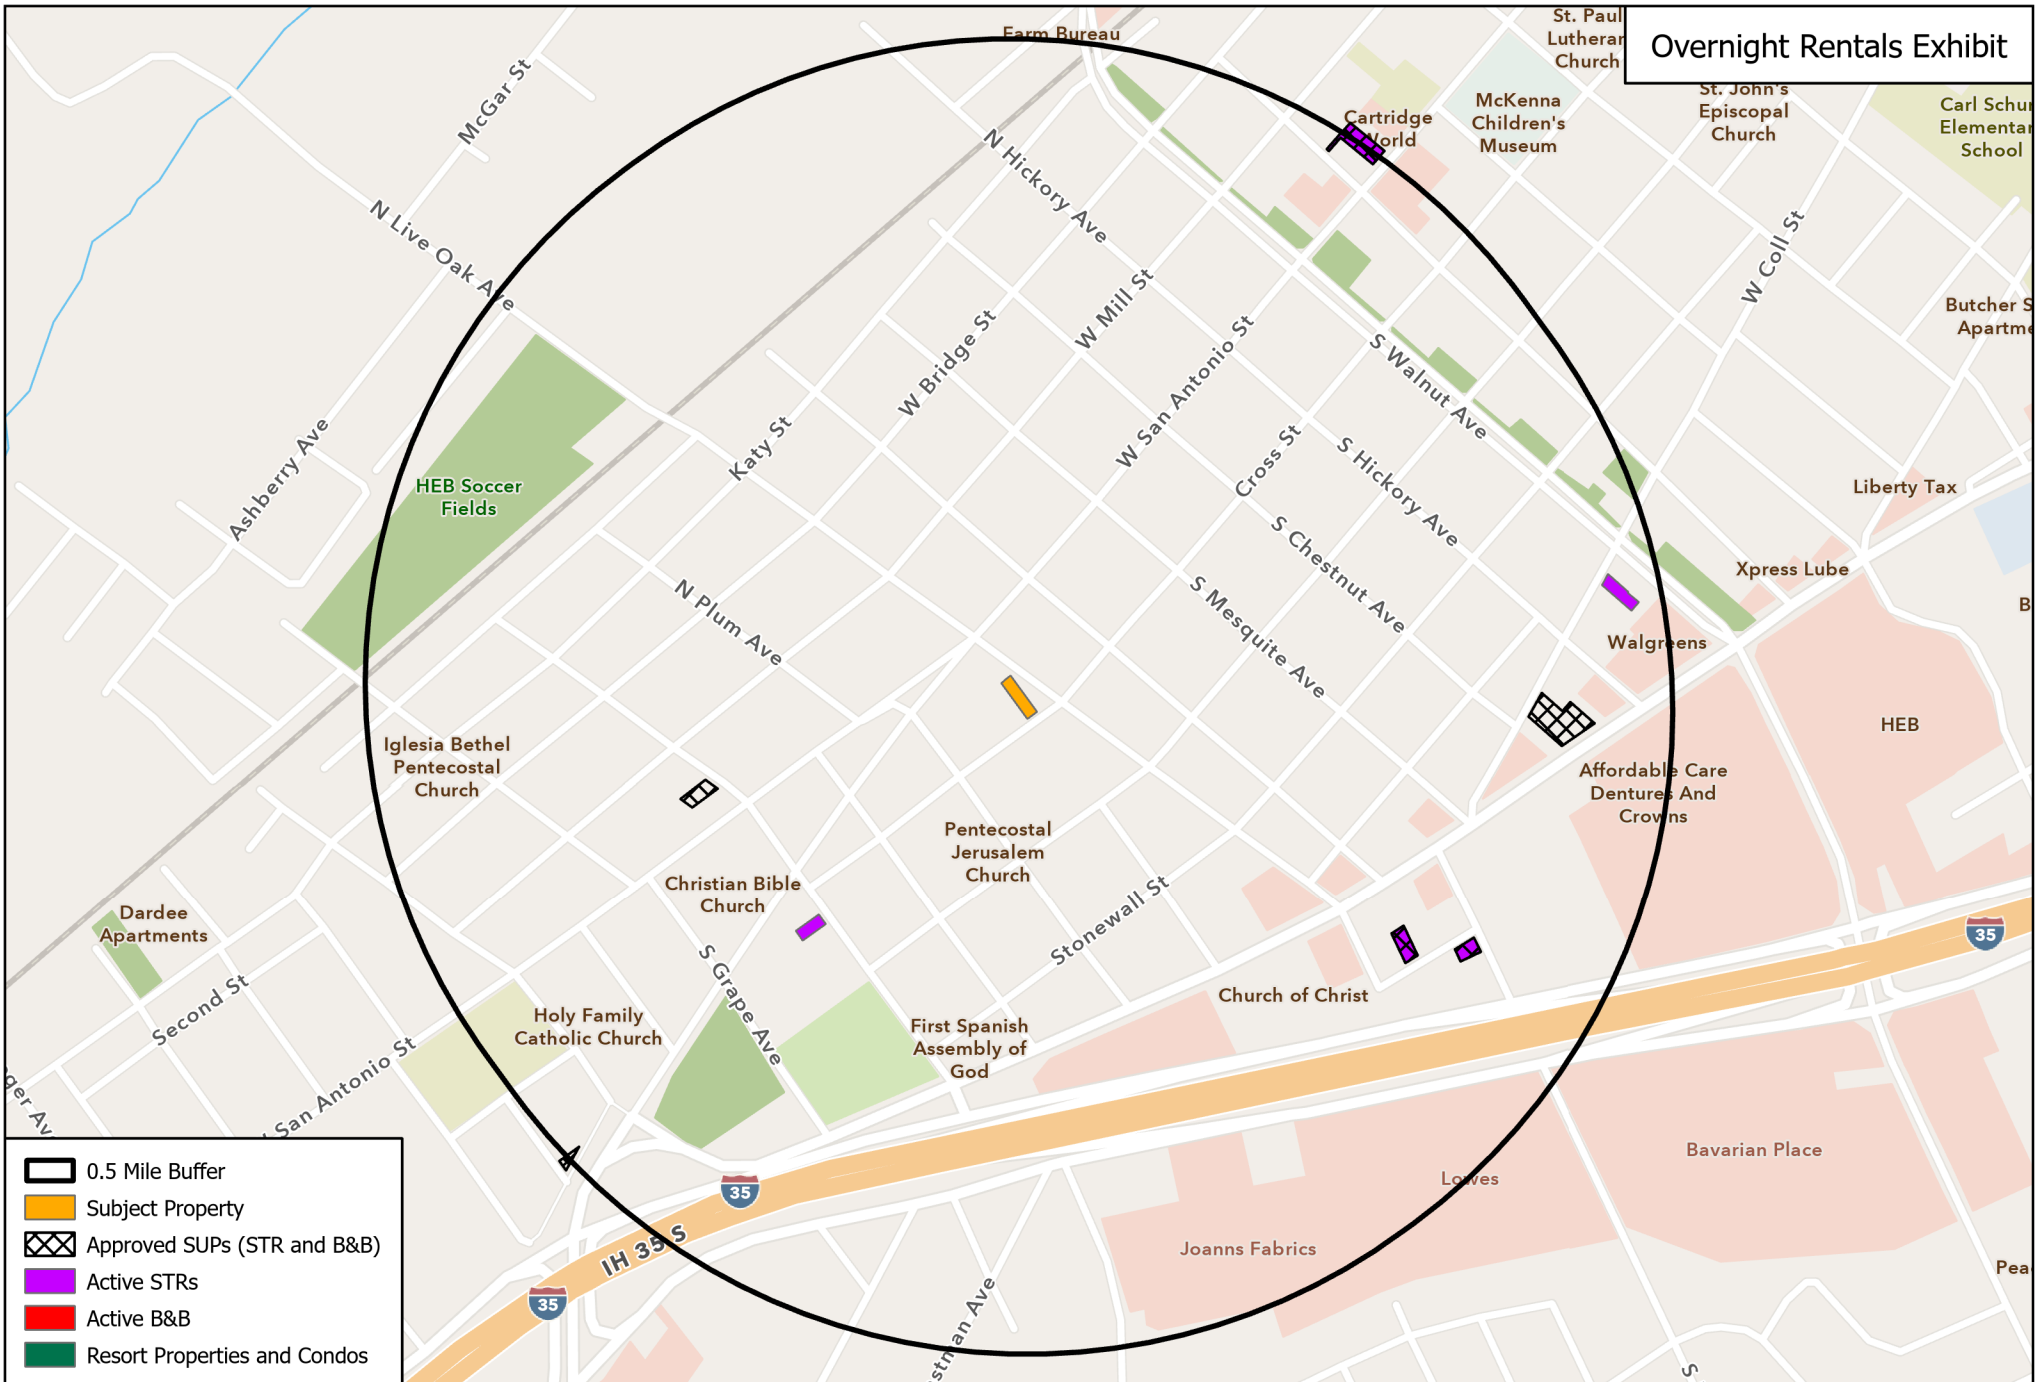 Overnight Rentals Exhibit
Farm Bureau
St. Paul
Lutheran
Church
McGar St
Cartridge
World
McKenna
Children's
Museum
St. John's
Episcopal
Church
Carl Schur
Elementar
School
N Hickory Ave
N Live Oak Ave
W Coll St
W Mill St
W Bridge St
W San Antonio St
S Walnut Ave
Butcher S
Apartme
Katy St
Cross St
S Hickory Ave
Ashberry Ave
HEB Soccer
Fields
Liberty Tax
S Chestnut Ave
Xpress Lube
B
N Plum Ave
S Mesquite Ave
Walgreens
HEB
Iglesia Bethel
Pentecostal
Church
Affordable Care
Dentures And
Crowns
Pentecostal
Jerusalem
Church
Christian Bible
Church
Dardee
Apartments
Stonewall St
35
S Grape Ave
Second St
Church of Christ
Holy Family
Catholic Church
First Spanish
Assembly of
God
San Antonio St
ger Av
Bavarian Place
35
Lowes
IH 35 S
Joanns Fabrics
35
Pea
stman Ave
S
0.5 Mile Buffer
Subject Property
Approved SUPs (STR and B&B)
Active STRs
Active B&B
Resort Properties and Condos